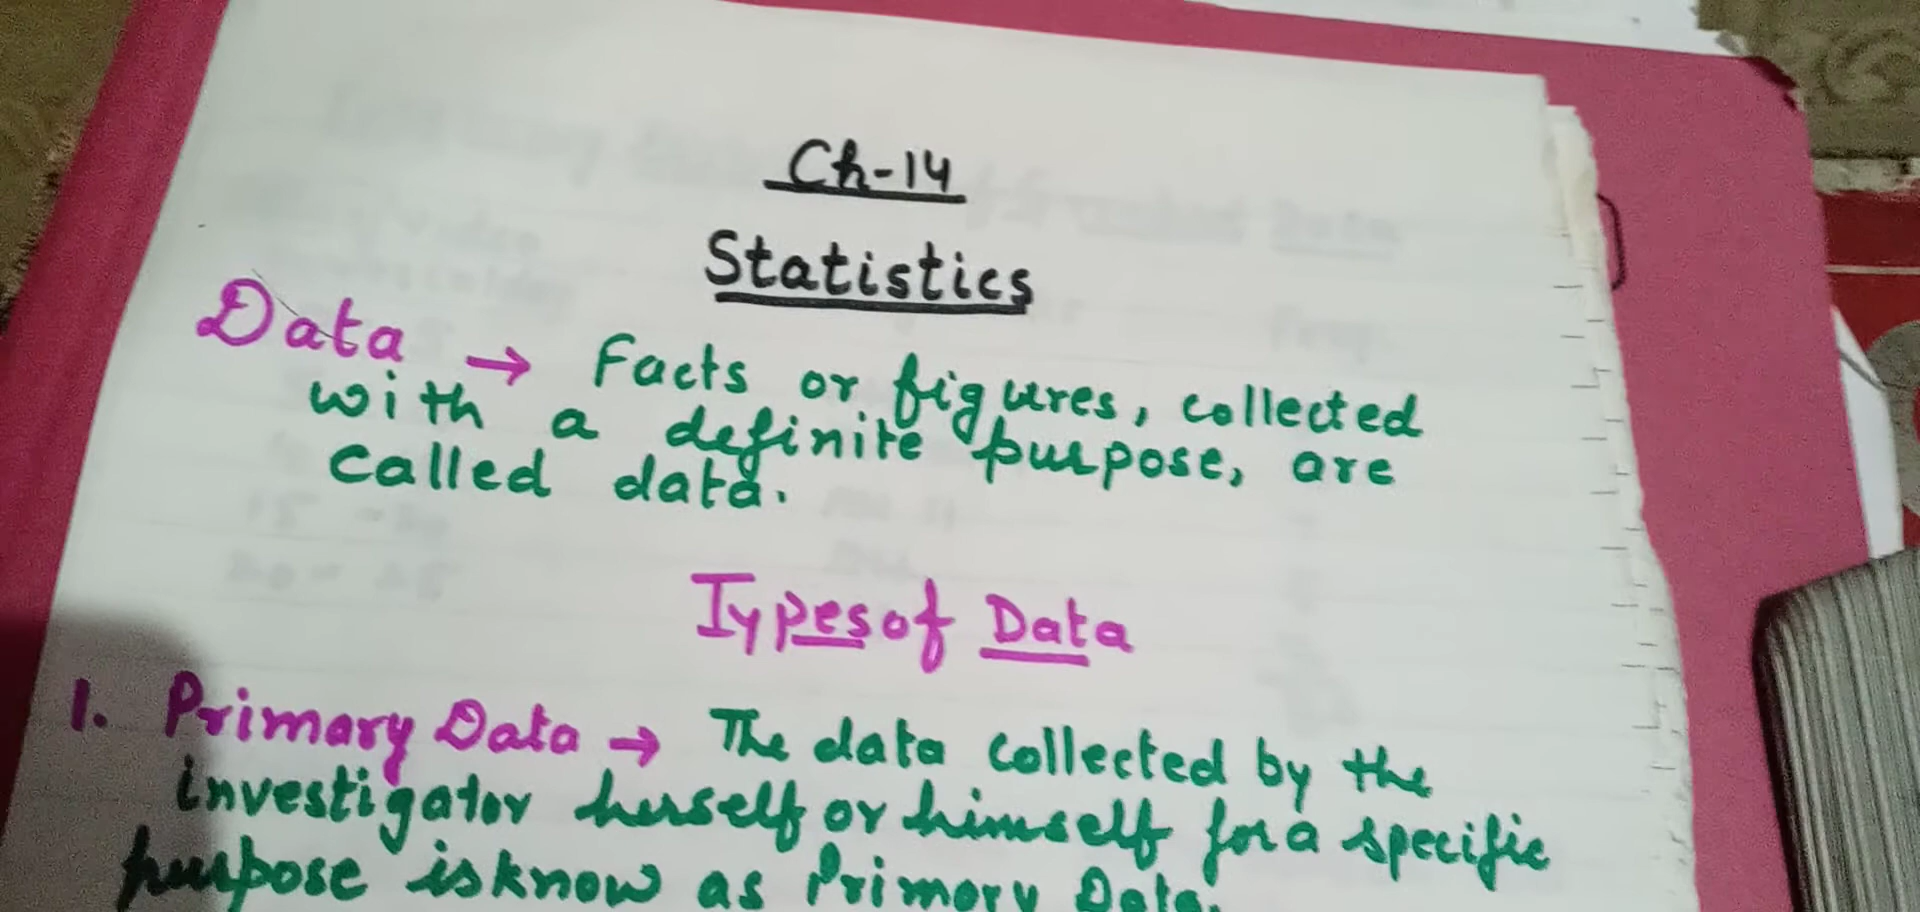 Ch-14
Statistics
Data → Facts or figures, collected
with a definite purpose, are
called data.
Types of Data
1. Primary Data → The data collected by the
investigator herself or himself for a specific
purpose is know as Primary Data.